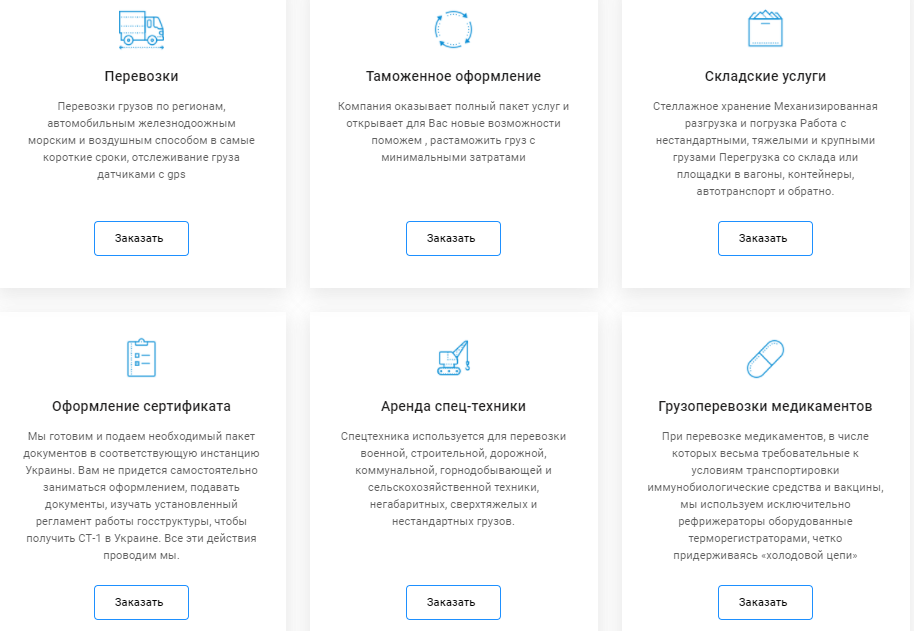 Перевозки
Перевозки грузов по регионам,
автомобильным железнодоожным
морским и воздушным способом в самые
короткие сроки, отслеживание груза
датчиками с gps
Заказать
Таможенное оформление
Компания оказывает полный пакет услуг и
открывает для Вас новые возможности
поможем , растаможить груз с
минимальными затратами
Заказать
Складские услуги
Стеллажное хранение Механизированная
разгрузка и погрузка Работа с
нестандартными, тяжелыми и крупными
грузами Перегрузка со склада или
площадки в вагоны, контейнеры,
автотранспорт и обратно.
Заказать
Оформление сертификата
Мы готовим и подаем необходимый пакет
документов в соответствующую инстанцию
Украины. Вам не придется самостоятельно
заниматься оформлением, подавать
документы, изучать установленный
регламент работы госструктуры, чтобы
получить СТ-1 в Украине. Все эти действия
проводим мы.
Заказать
Аренда спец-техники
Спецтехника используется для перевозки
военной, строительной, дорожной,
коммунальной, горнодобывающей и
сельскохозяйственной техники,
негабаритных, сверхтяжелых и
нестандартных грузов.
Заказать
Грузоперевозки медикаментов
При перевозке медикаментов, в числе
которых весьма требовательные к
условиям транспортировки
иммунобиологические средства и вакцины,
мы используем исключительно
рефрижераторы оборудованные
терморегистраторами, четко
придерживаясь «холодовой цепи»
Заказать